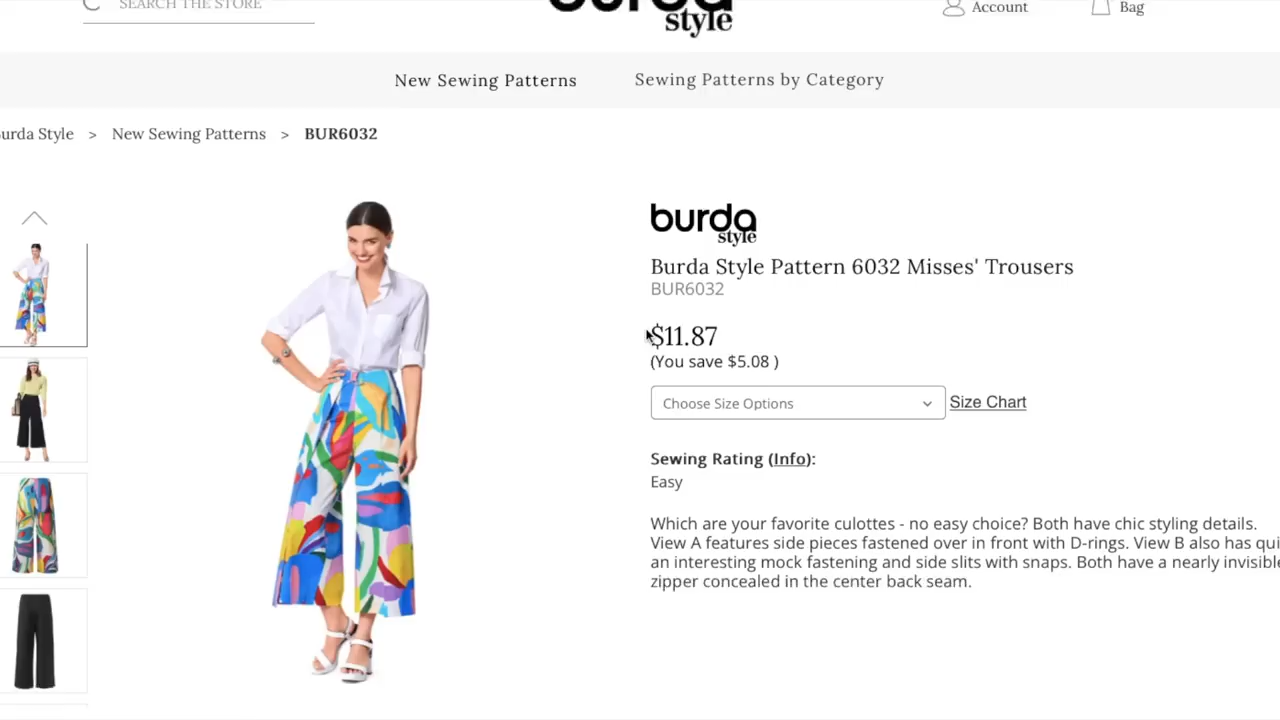 SEARCH THE STORE
burda
style
Account
Bag
New Sewing Patterns
Sewing Patterns by Category
urda Style > New Sewing Patterns > BUR6032
burda
style
Burda Style Pattern 6032 Misses' Trousers
BUR6032
$11.87
(You save $5.08 )
Choose Size Options
Size Chart
Sewing Rating (Info):
Easy
Which are your favorite culottes - no easy choice? Both have chic styling details.
View A features side pieces fastened over in front with D-rings. View B also has qui
an interesting mock fastening and side slits with snaps. Both have a nearly invisible
zipper concealed in the center back seam.